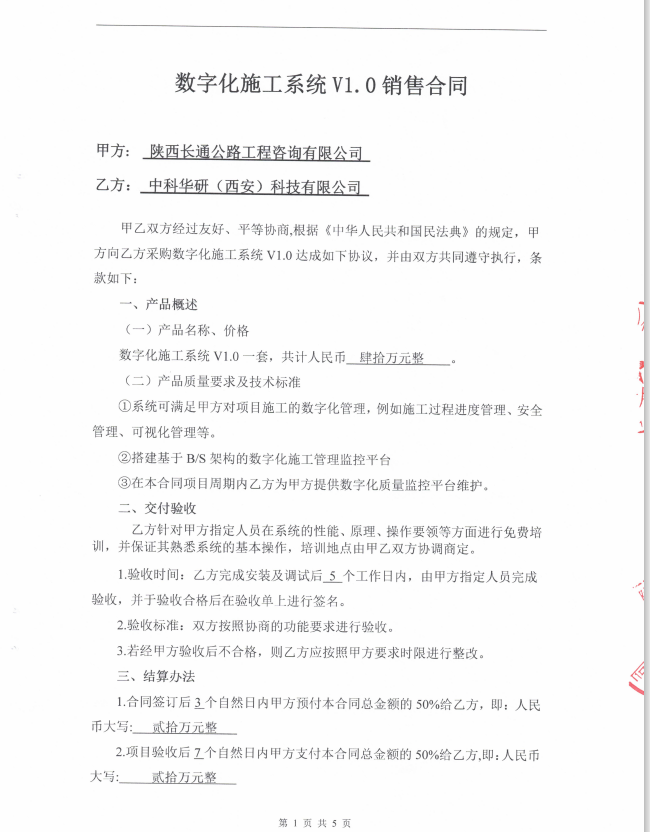 数字化施工系统 V1.0 销售合同
甲方： 陕西长通公路工程咨询有限公司
乙方： 中科华研（西安）科技有限公司
甲乙双方经过友好、平等协商,根据《中华人民共和国民法典》的规定，甲
方向乙方采购数字化施工系统 V1.0 达成如下协议，并由双方共同遵守执行，条
款如下：
一、产品概述
（一）产品名称、价格
数字化施工系统 V1.0 一套，共计人民币 肆拾万元整 。
（二）产品质量要求及技术标准
①系统可满足甲方对项目施工的数字化管理，例如施工过程进度管理、安全
管理、可视化管理等。
②搭建基于 B/S 架构的数字化施工管理监控平台
③在本合同项目周期内乙方为甲方提供数字化质量监控平台维护。
二、交付验收
乙方针对甲方指定人员在系统的性能、原理、操作要领等方面进行免费培
训，并保证其熟悉系统的基本操作，培训地点由甲乙双方协调商定。
1.验收时间：乙方完成安装及调试后 5 个工作日内，由甲方指定人员完成
验收，并于验收合格后在验收单上进行签名。
2.验收标准：双方按照协商的功能要求进行验收。
3.若经甲方验收后不合格，则乙方应按照甲方要求时限进行整改。
三、结算办法
1.合同签订后 3 个自然日内甲方预付本合同总金额的 50%给乙方，即：人民
币大写: 贰拾万元整
2.项目验收后 7 个自然日内甲方支付本合同总金额的 50%给乙方,即:人民币
大写: 贰拾万元整
第 1 页 共 5 页